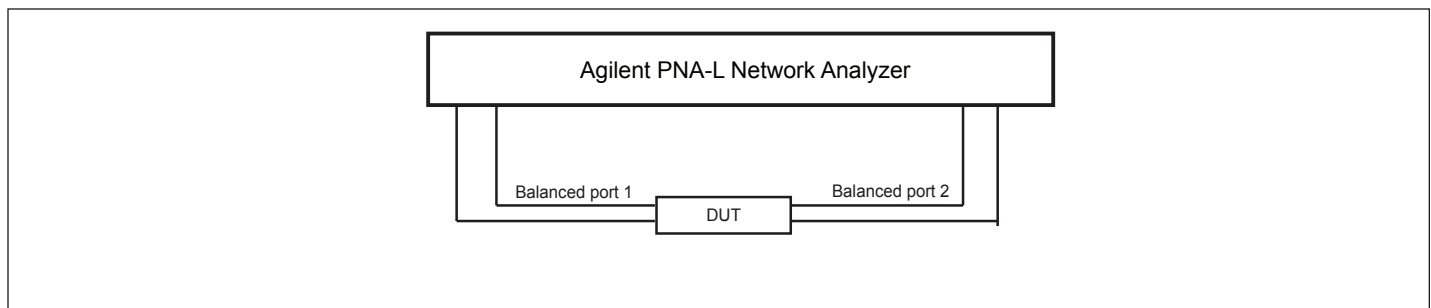 Agilent PNA-L Network Analyzer
Balanced port 1
Balanced port 2
DUT